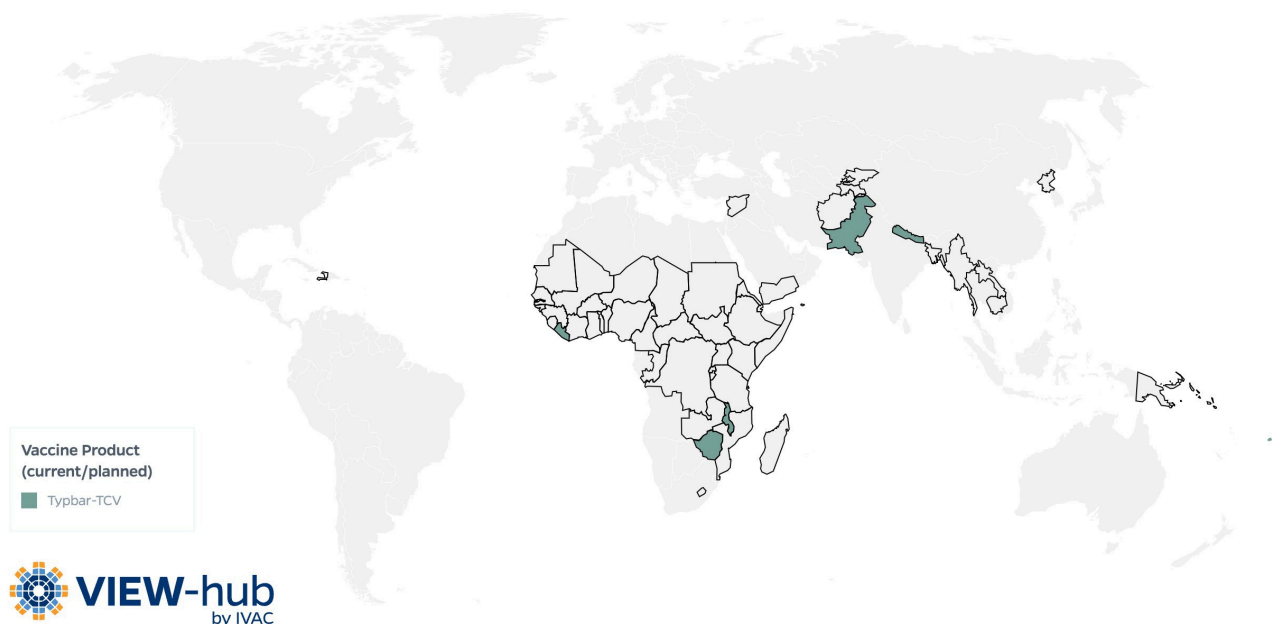 Vaccine Product
(current/planned)
Typbar-TCV
VIEW-hub
by IVAC